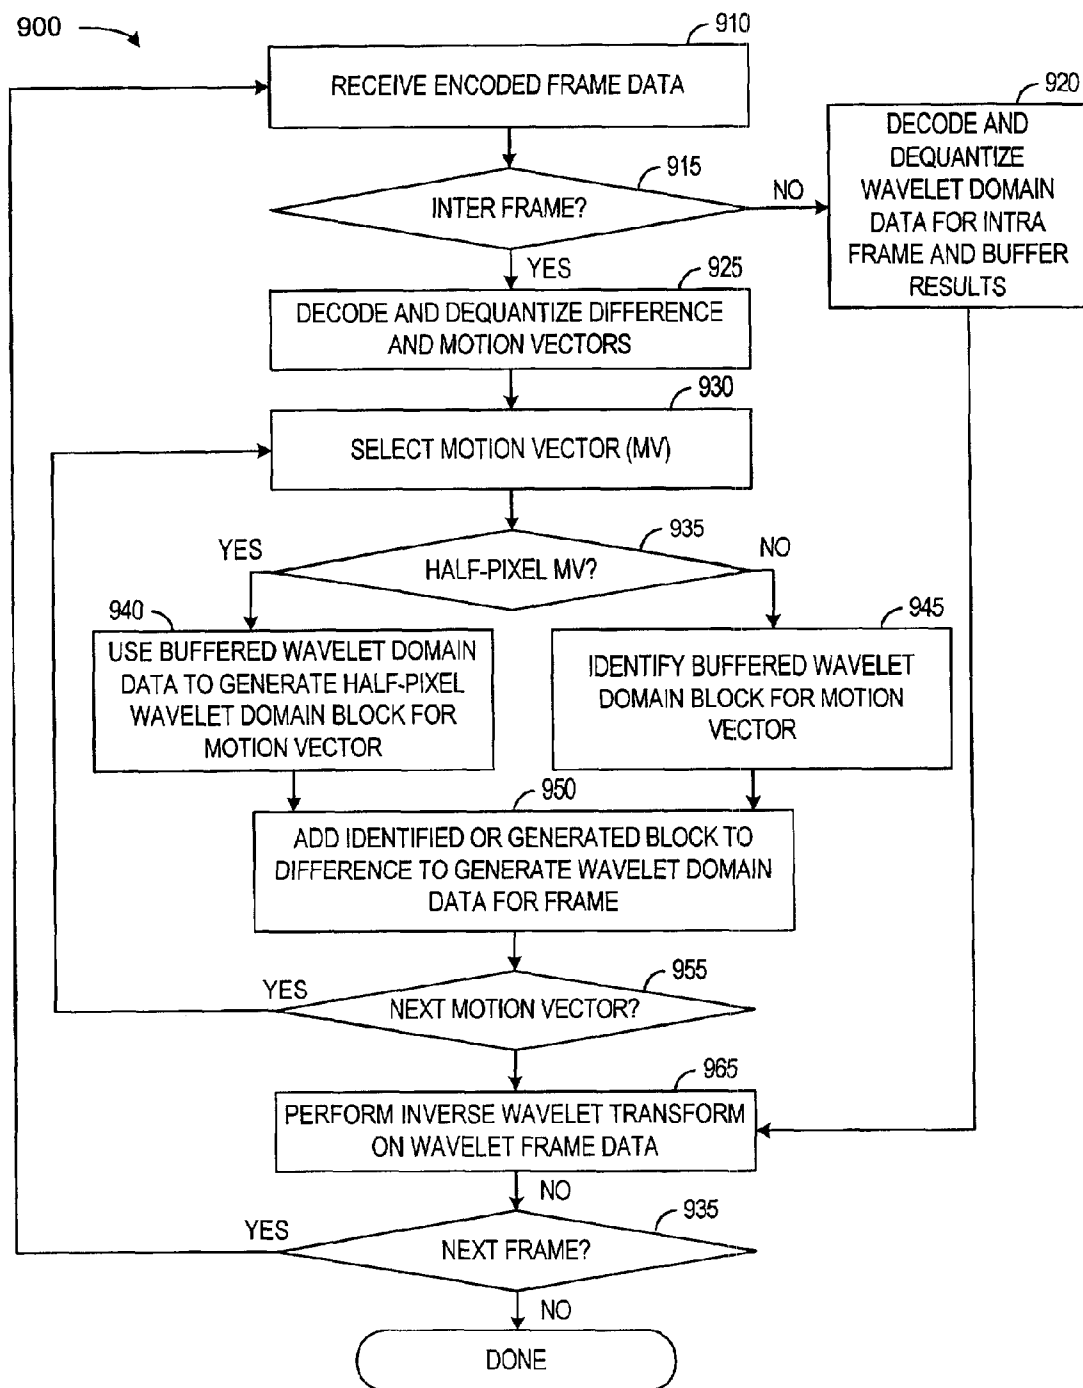 900
910
RECEIVE ENCODED FRAME DATA
915
INTER FRAME?
NO
920
DECODE AND
DEQUANTIZE
WAVELET DOMAIN
DATA FOR INTRA
FRAME AND BUFFER
RESULTS
YES
925
DECODE AND DEQUANTIZE DIFFERENCE
AND MOTION VECTORS
930
SELECT MOTION VECTOR (MV)
935
HALF-PIXEL MV?
YES
NO
940
USE BUFFERED WAVELET DOMAIN
DATA TO GENERATE HALF-PIXEL
WAVELET DOMAIN BLOCK FOR
MOTION VECTOR
945
IDENTIFY BUFFERED WAVELET
DOMAIN BLOCK FOR MOTION
VECTOR
950
ADD IDENTIFIED OR GENERATED BLOCK TO
DIFFERENCE TO GENERATE WAVELET DOMAIN
DATA FOR FRAME
955
YES
NEXT MOTION VECTOR?
965
PERFORM INVERSE WAVELET TRANSFORM
ON WAVELET FRAME DATA
NO
935
YES
NEXT FRAME?
NO
DONE